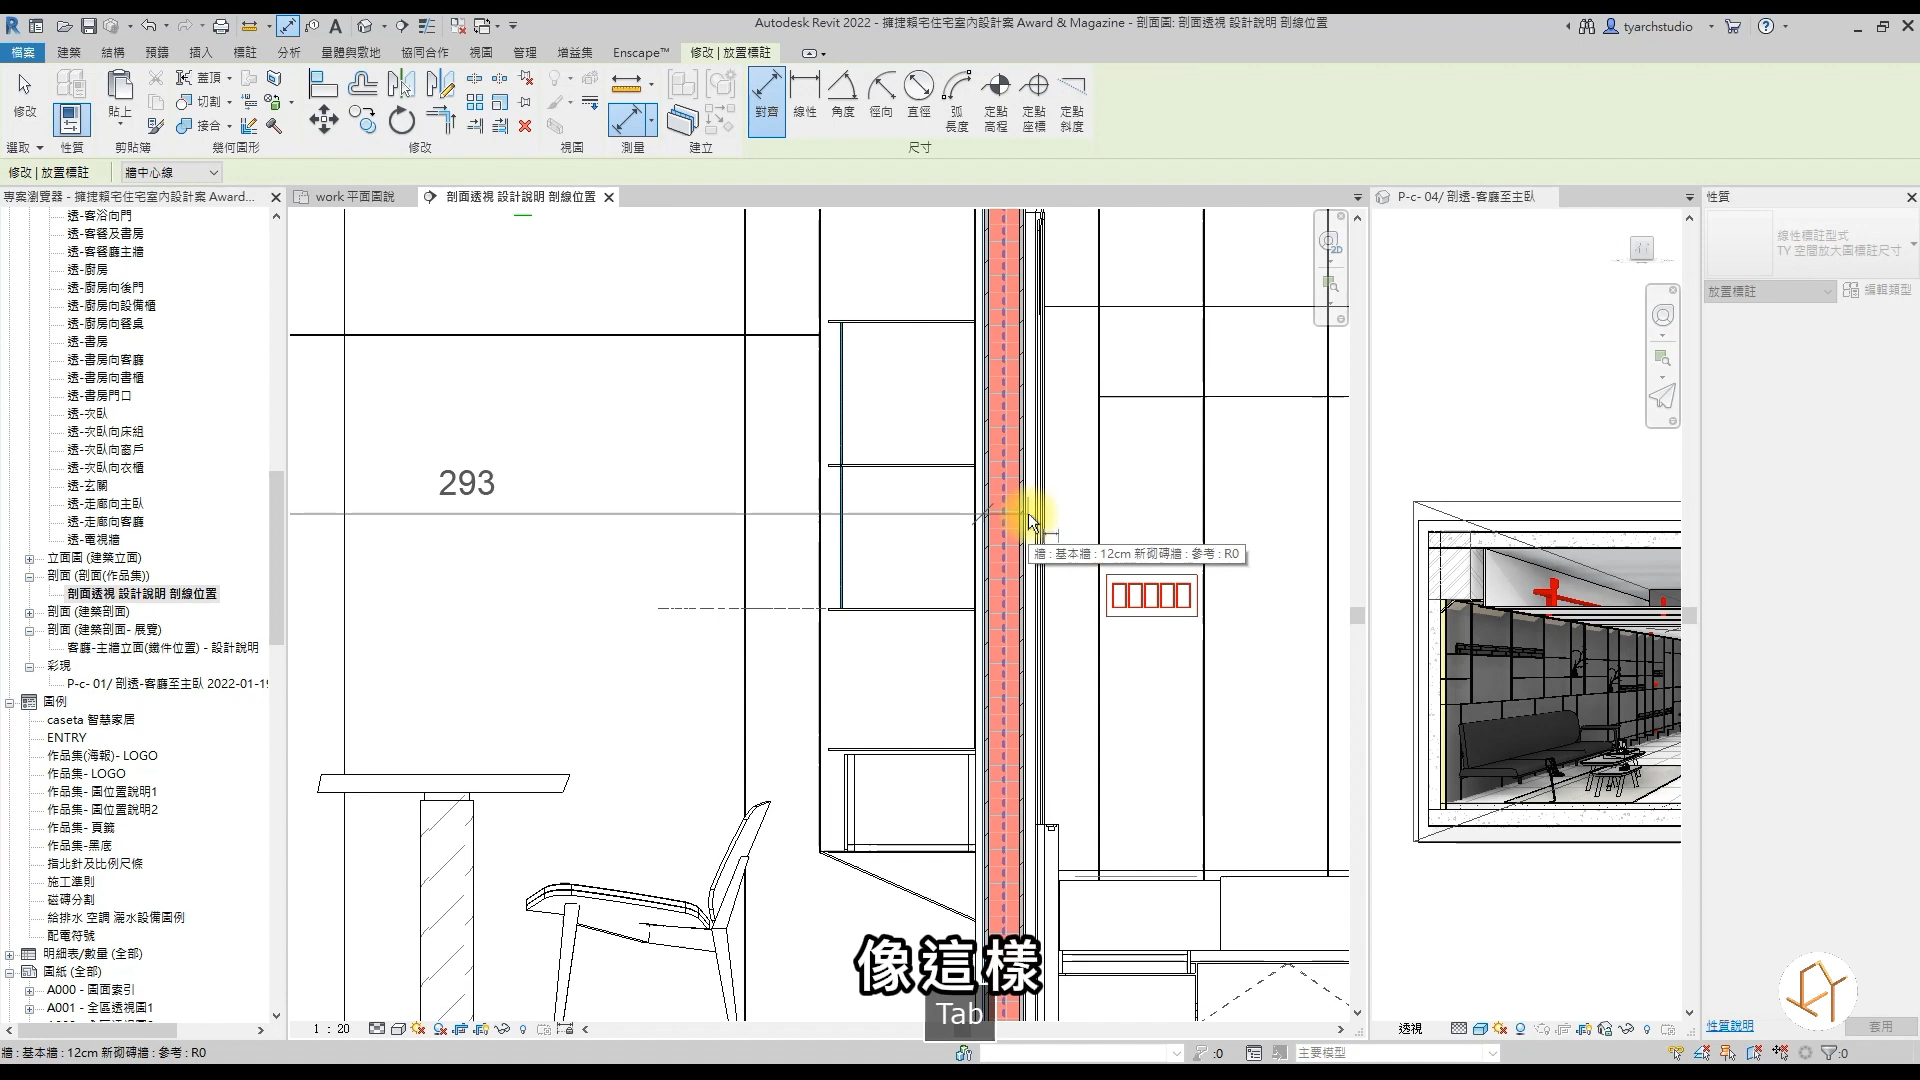 Autodesk Revit 2022 - 擁捷賴宅住宅室內設計案 Award & Magazine - 剖面圖: 剖面透視 設計說明 剖線位置
tyarchstudio
檔案 建築 結構 預鑄 插入 標註 分析 量體與敷地 協同合作 視圖 管理 增益集 Enscape™ 修改 | 放置標註
修改 貼上 蓋頂 切割 接合 對齊 線性 角度 徑向 直徑 弧長度 定點高程 定點座標 定點斜度
選取 性質 剪貼簿 幾何圖形 修改 視圖 測量 建立 尺寸
修改 | 放置標註 牆中心線
專案瀏覽器 - 擁捷賴宅住宅室內設計案 Award...
work 平面圖說
剖面透視 設計說明 剖線位置
P-c- 04/ 剖透-客廳至主臥
性質
線性標註型式
TY 空間放大圖標註尺寸
放置標註
編輯類型
透-客浴向門
透-客餐及書房
透-客餐廳主牆
透-廚房
透-廚房向後門
透-廚房向設備櫃
透-廚房向餐桌
透-書房
透-書房向客廳
透-書房向書櫃
透-書房門口
透-次臥
透-次臥向床組
透-次臥向窗戶
透-次臥向衣櫃
透-玄關
透-走廊向主臥
透-走廊向客廳
透-電視牆
立面圖 (建築立面)
剖面 (剖面(作品集))
剖面透視 設計說明 剖線位置
剖面 (建築剖面)
剖面 (建築剖面- 展覽)
客廳-主牆立面(鐵件位置) - 設計說明
彩現
P-c- 01/ 剖透-客廳至主臥 2022-01-19
圖例
caseta 智慧家居
ENTRY
作品集(海報)- LOGO
作品集- LOGO
作品集- 圖位置說明1
作品集- 圖位置說明2
作品集- 頁籤
作品集-黑底
指北針及比例尺條
施工準則
磁磚分割
給排水 空調 灑水設備圖例
配電符號
明細表/數量 (全部)
圖紙 (全部)
A000 - 圖面索引
A001 - 全區透視圖1
293
2D
牆 : 基本牆 : 12cm 新砌磚牆 : 參考 : R0
像這樣
Tab
1 : 20
透視
性質說明
套用
牆 : 基本牆 : 12cm 新砌磚牆 : 參考 : R0
:0
主要模型
:0